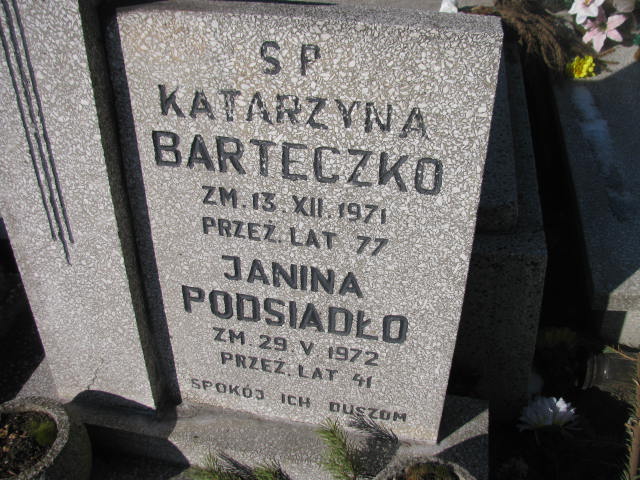 S P
KATARZYNA
BARTECZKO
ZM. 13. XII. 1971
PRZEŻ. LAT 77
JANINA
PODSIADŁO
ZM 29. V 1972
PRZEŻ. LAT 41
SPOKÓJ ICH DUSZOM